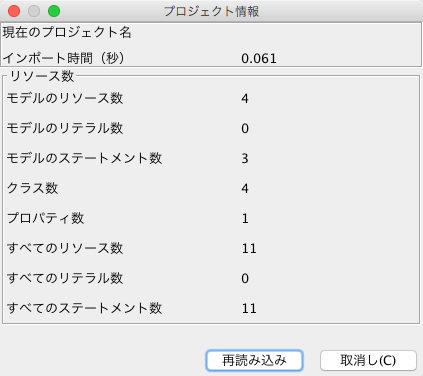 プロジェクト情報
現在のプロジェクト名
インポート時間（秒） 0.061
リソース数
モデルのリソース数 4
モデルのリテラル数 0
モデルのステートメント数 3
クラス数 4
プロパティ数 1
すべてのリソース数 11
すべてのリテラル数 0
すべてのステートメント数 11
再読み込み 取消し(C)